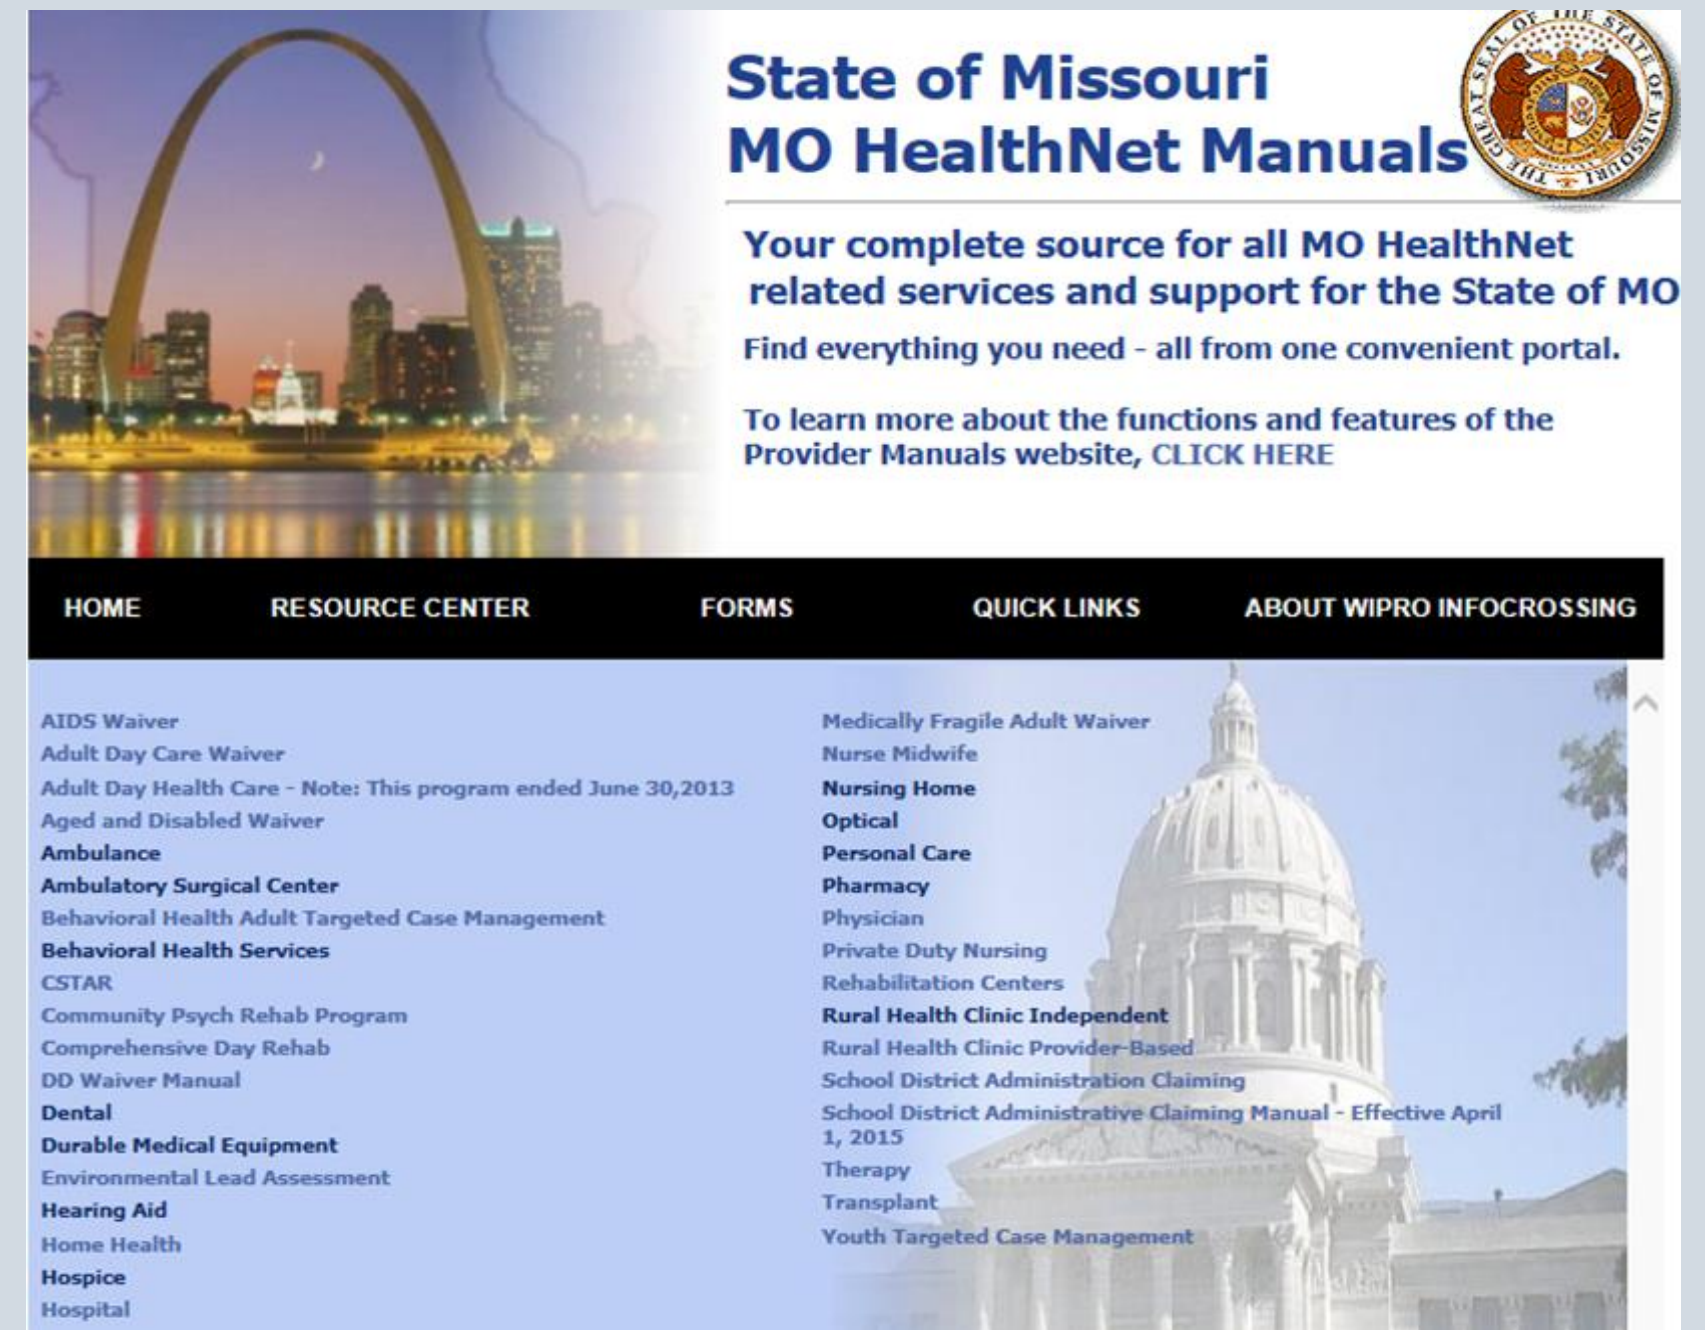 State of Missouri
MO HealthNet Manuals
THE GREAT SEAL OF THE STATE OF MISSOURI
Your complete source for all MO HealthNet
related services and support for the State of MO
Find everything you need - all from one convenient portal.
To learn more about the functions and features of the
Provider Manuals website, CLICK HERE
HOME RESOURCE CENTER FORMS QUICK LINKS ABOUT WIPRO INFOCROSSING
AIDS Waiver
Adult Day Care Waiver
Adult Day Health Care - Note: This program ended June 30,2013
Aged and Disabled Waiver
Ambulance
Ambulatory Surgical Center
Behavioral Health Adult Targeted Case Management
Behavioral Health Services
CSTAR
Community Psych Rehab Program
Comprehensive Day Rehab
DD Waiver Manual
Dental
Durable Medical Equipment
Environmental Lead Assessment
Hearing Aid
Home Health
Hospice
Hospital
Medically Fragile Adult Waiver
Nurse Midwife
Nursing Home
Optical
Personal Care
Pharmacy
Physician
Private Duty Nursing
Rehabilitation Centers
Rural Health Clinic Independent
Rural Health Clinic Provider-Based
School District Administration Claiming
School District Administrative Claiming Manual - Effective April
1, 2015
Therapy
Transplant
Youth Targeted Case Management